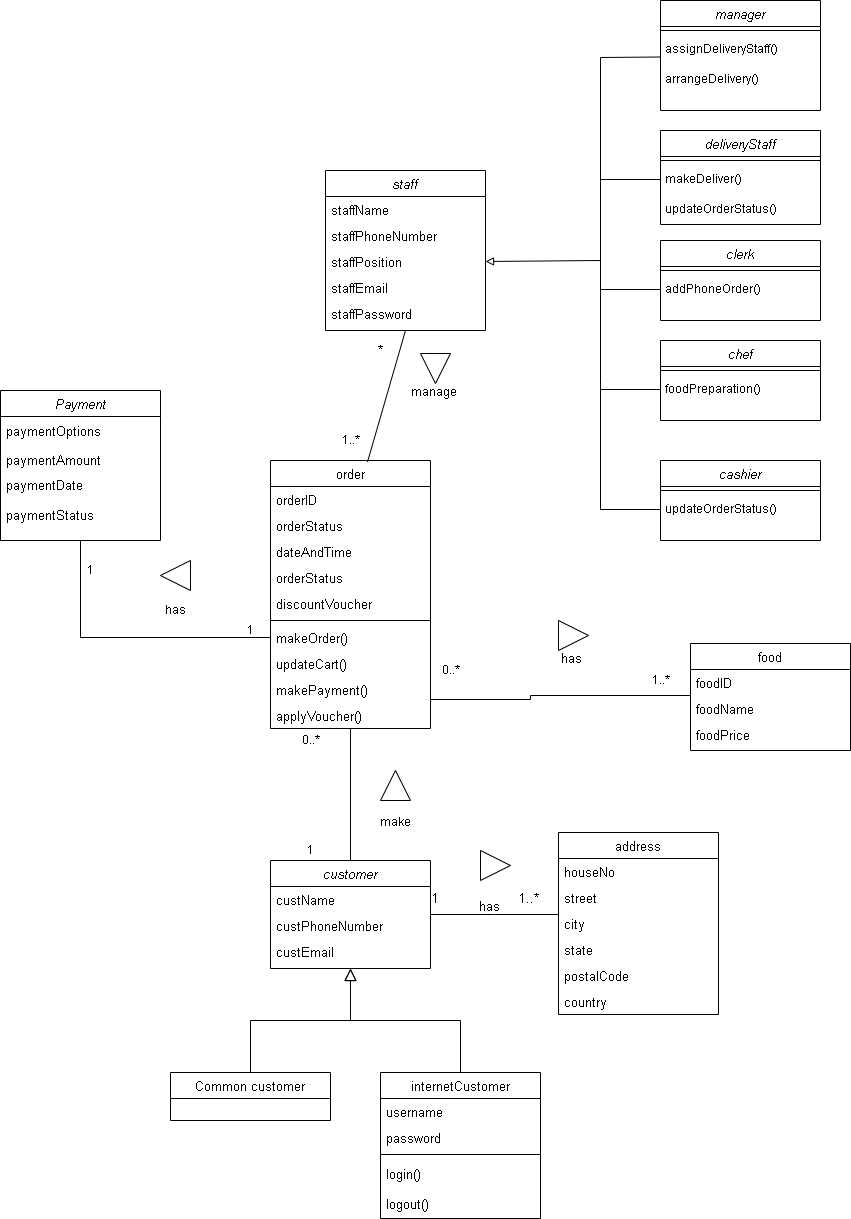 manager
assignDeliveryStaff()
arrangeDelivery()
deliveryStaff
makeDeliver()
updateOrderStatus()
clerk
addPhoneOrder()
chef
foodPreparation()
cashier
updateOrderStatus()
staff
staffName
staffPhoneNumber
staffPosition
staffEmail
staffPassword
*
manage
1..*
Payment
paymentOptions
paymentAmount
paymentDate
paymentStatus
1
has
1
order
orderID
orderStatus
dateAndTime
orderStatus
discountVoucher
makeOrder()
updateCart()
makePayment()
applyVoucher()
0..*
has
1..*
food
foodID
foodName
foodPrice
0..*
make
1
customer
custName
custPhoneNumber
custEmail
1
has
1..*
address
houseNo
street
city
state
postalCode
country
Common customer
internetCustomer
username
password
login()
logout()